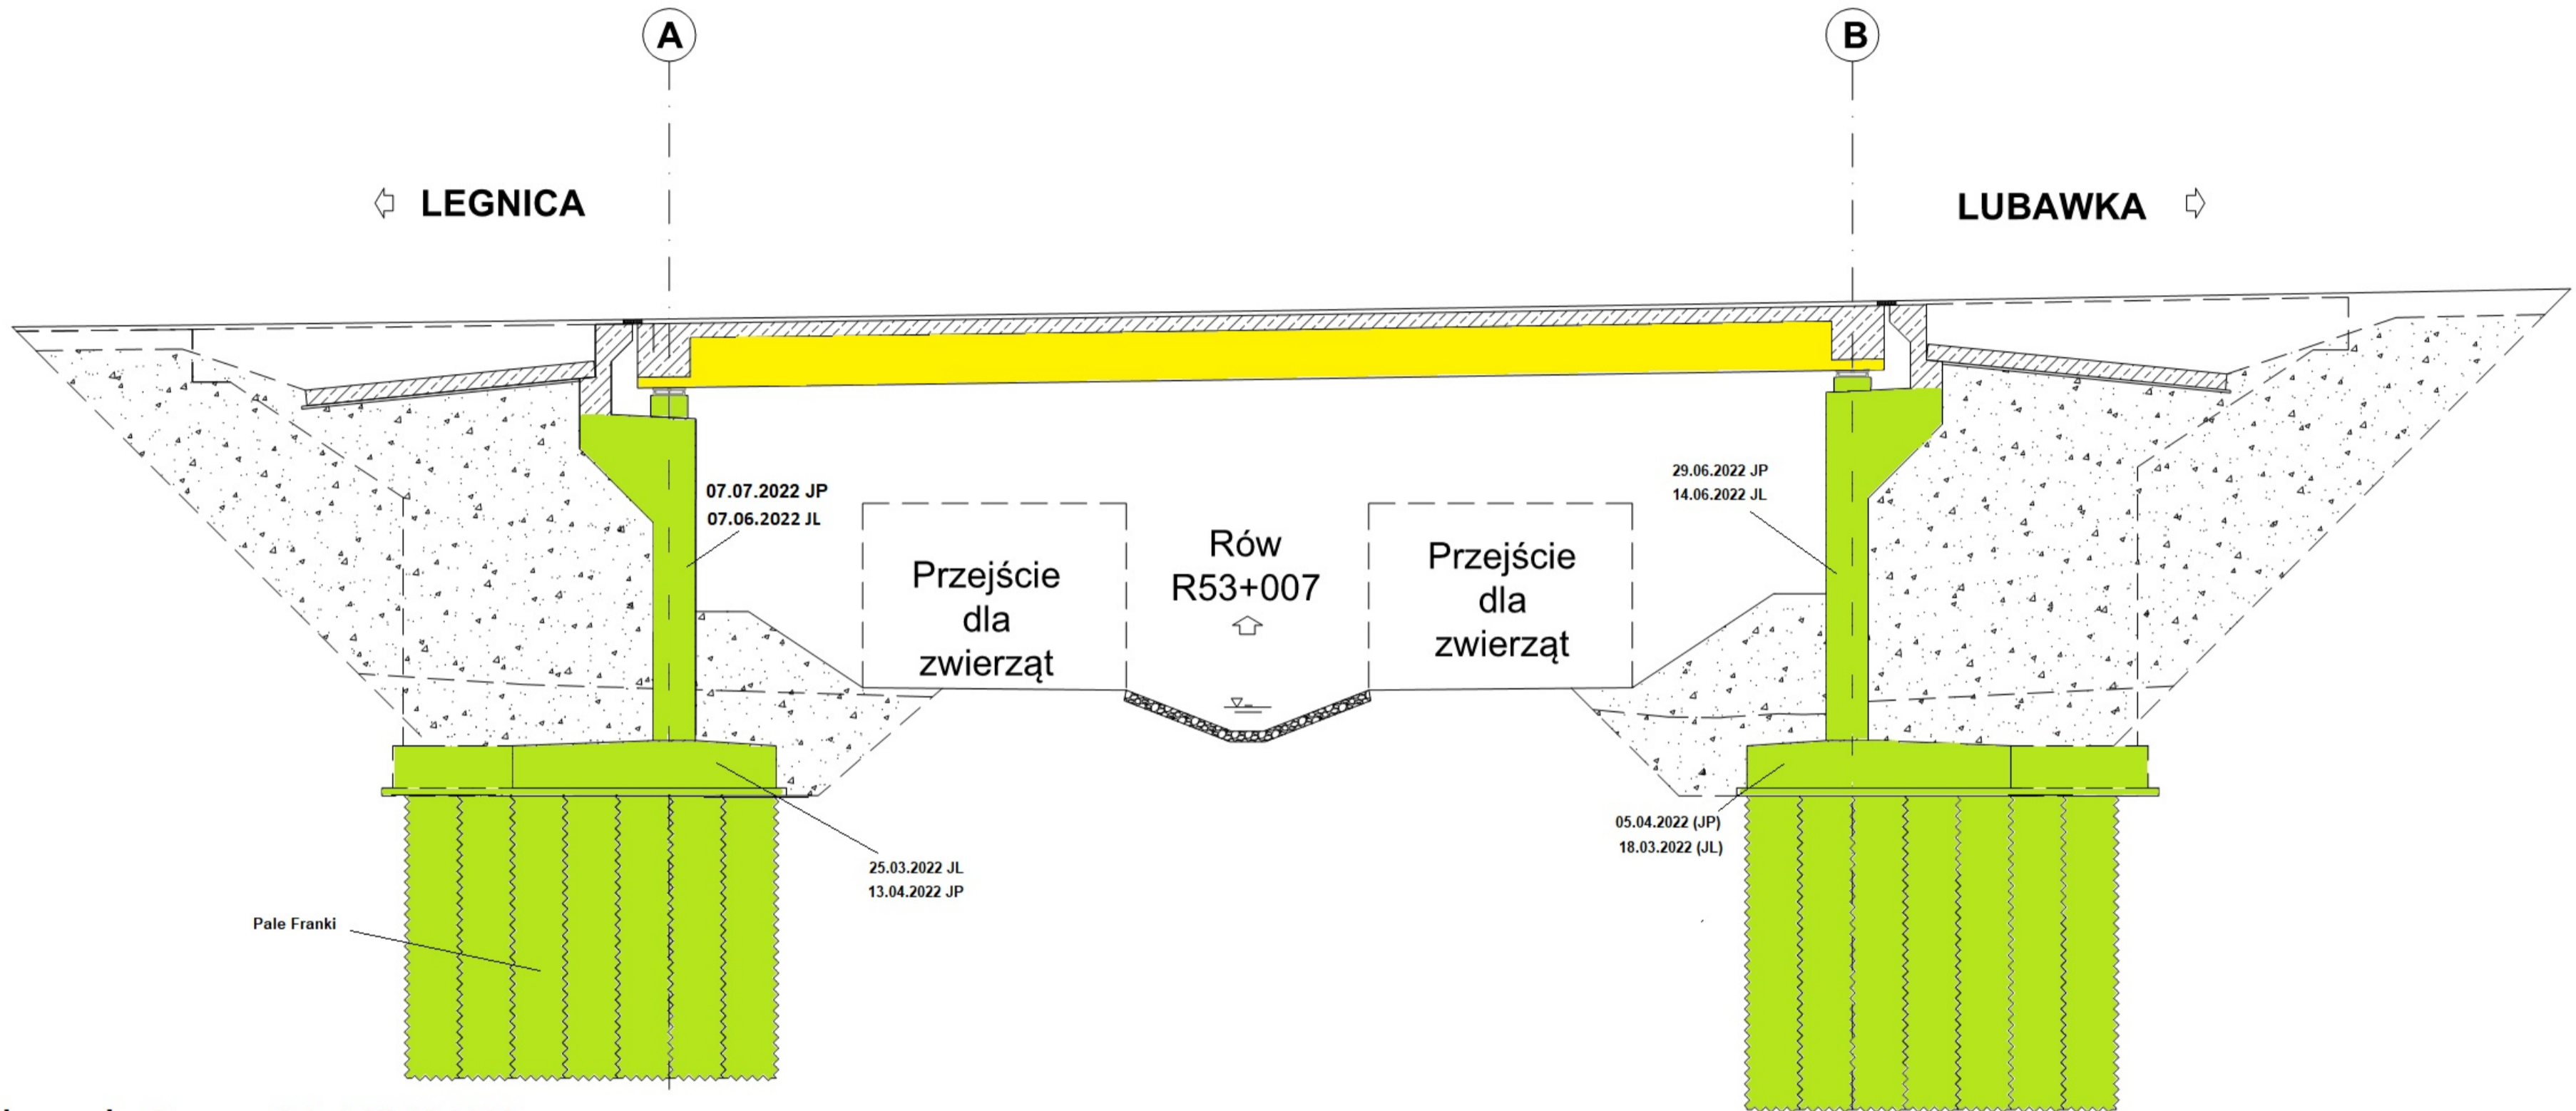 A
B
LEGNICA
LUBAWKA
07.07.2022 JP
07.06.2022 JL
29.06.2022 JP
14.06.2022 JL
Przejście
dla
zwierząt
Rów
R53+007
Przejście
dla
zwierząt
25.03.2022 JL
13.04.2022 JP
05.04.2022 (JP)
18.03.2022 (JL)
Pale Franki